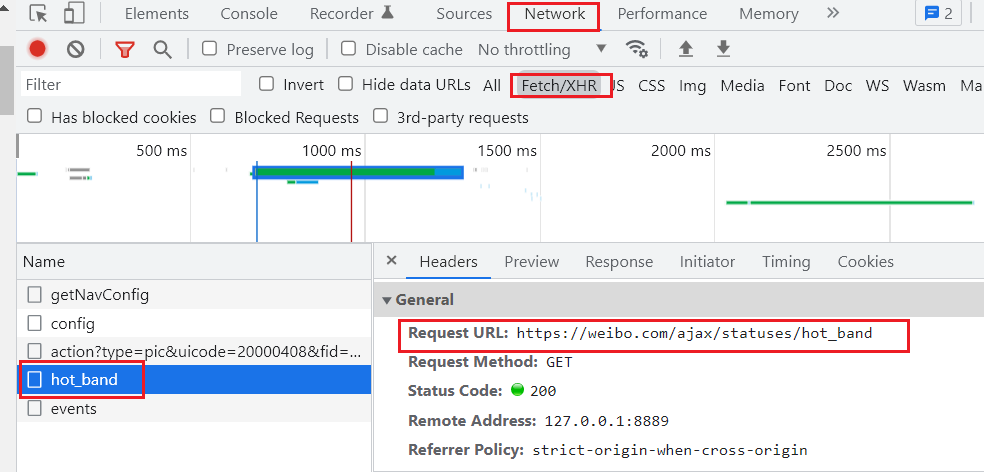 Elements Console Recorder Sources Network Performance Memory 2
Preserve log Disable cache No throttling
Filter Invert Hide data URLs All Fetch/XHR JS CSS Img Media Font Doc WS Wasm Ma
Has blocked cookies Blocked Requests 3rd-party requests
500 ms 1000 ms 1500 ms 2000 ms 2500 ms
Name
getNavConfig
config
action?type=pic&uicode=20000408&fid=...
hot_band
events
Headers Preview Response Initiator Timing Cookies
General
Request URL: https://weibo.com/ajax/statuses/hot_band
Request Method: GET
Status Code: 200
Remote Address: 127.0.0.1:8889
Referrer Policy: strict-origin-when-cross-origin